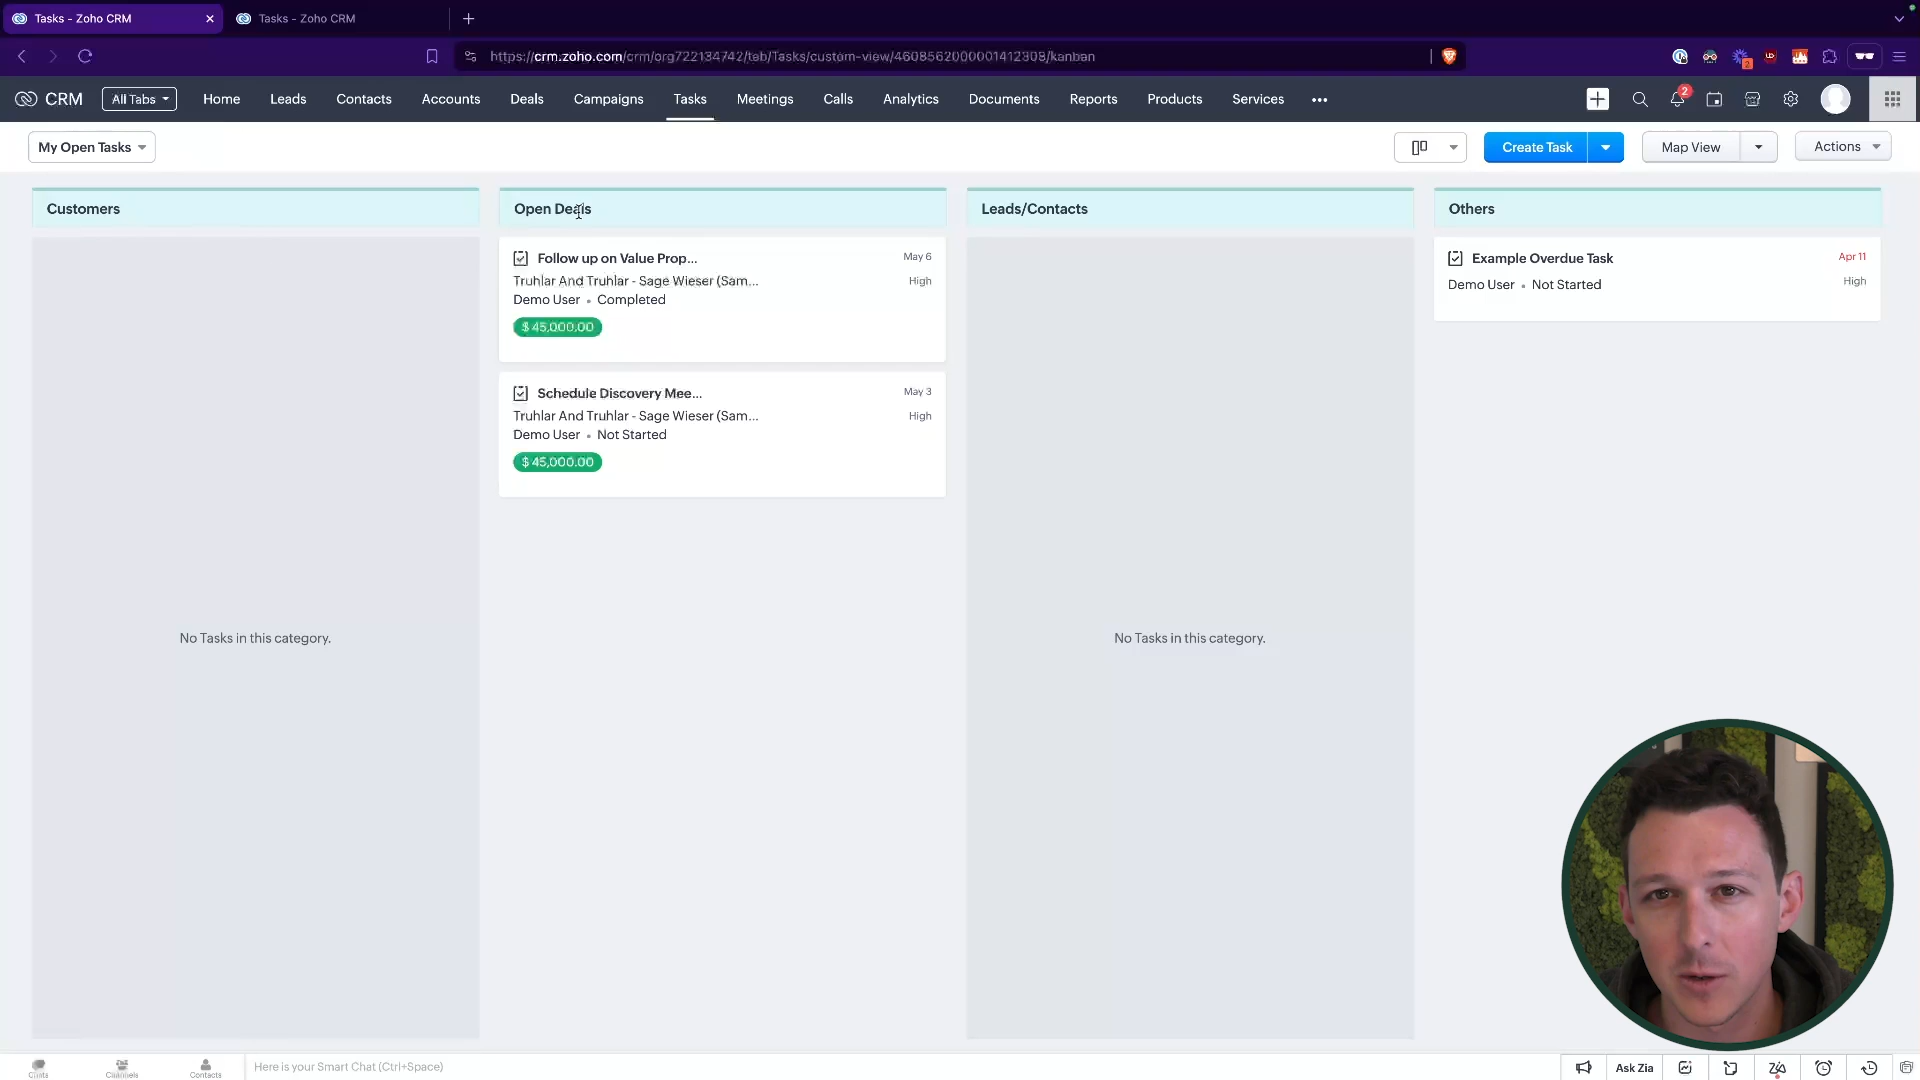 Tasks - Zoho CRM
Tasks - Zoho CRM
https://crm.zoho.com/crm/org722134742/tab/Tasks/custom-view/4608562000001412309/kanban
CRM
All Tabs
Home
Leads
Contacts
Accounts
Deals
Campaigns
Tasks
Meetings
Calls
Analytics
Documents
Reports
Products
Services
2
2
My Open Tasks
Create Task
Map View
Actions
Customers
No Tasks in this category.
Open Deals
Follow up on Value Prop...
May 6
Truhlar And Truhlar - Sage Wieser (Sam...
High
Demo User • Completed
$ 45,000.00
Schedule Discovery Mee...
May 3
Truhlar And Truhlar - Sage Wieser (Sam...
High
Demo User • Not Started
$ 45,000.00
Leads/Contacts
No Tasks in this category.
Others
Example Overdue Task
Apr 11
Demo User • Not Started
High
Chats
Channels
Contacts
Here is your Smart Chat (Ctrl+Space)
Ask Zia